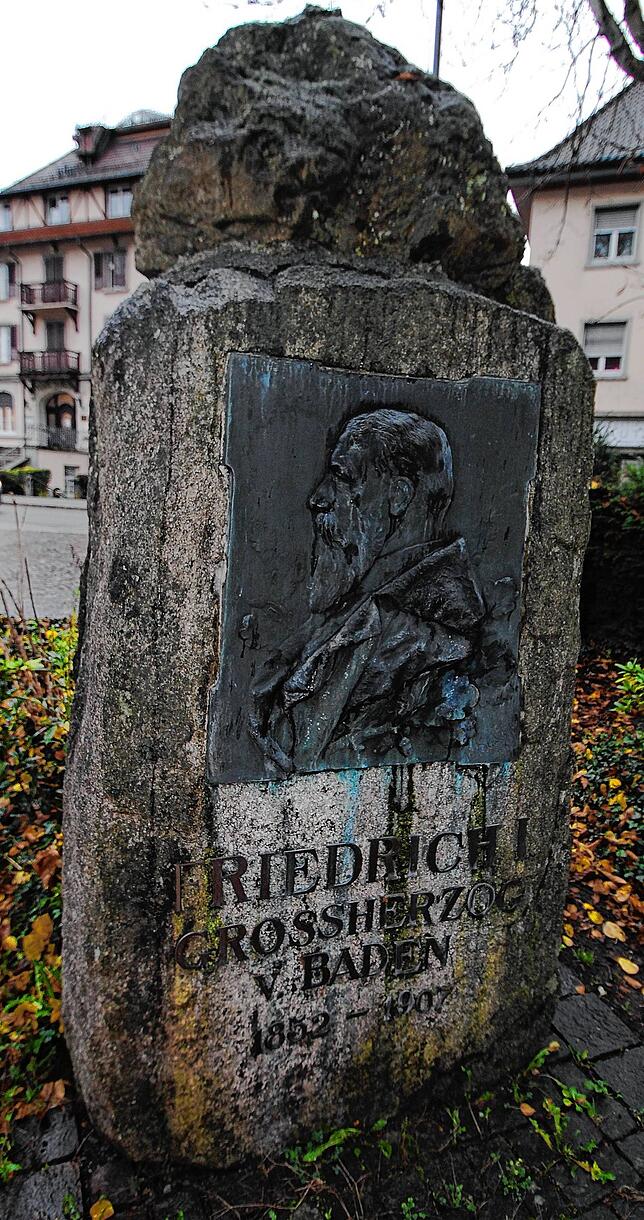 FRIEDRICH I
GROSSHERZOG
V. BADEN
1852 - 1907